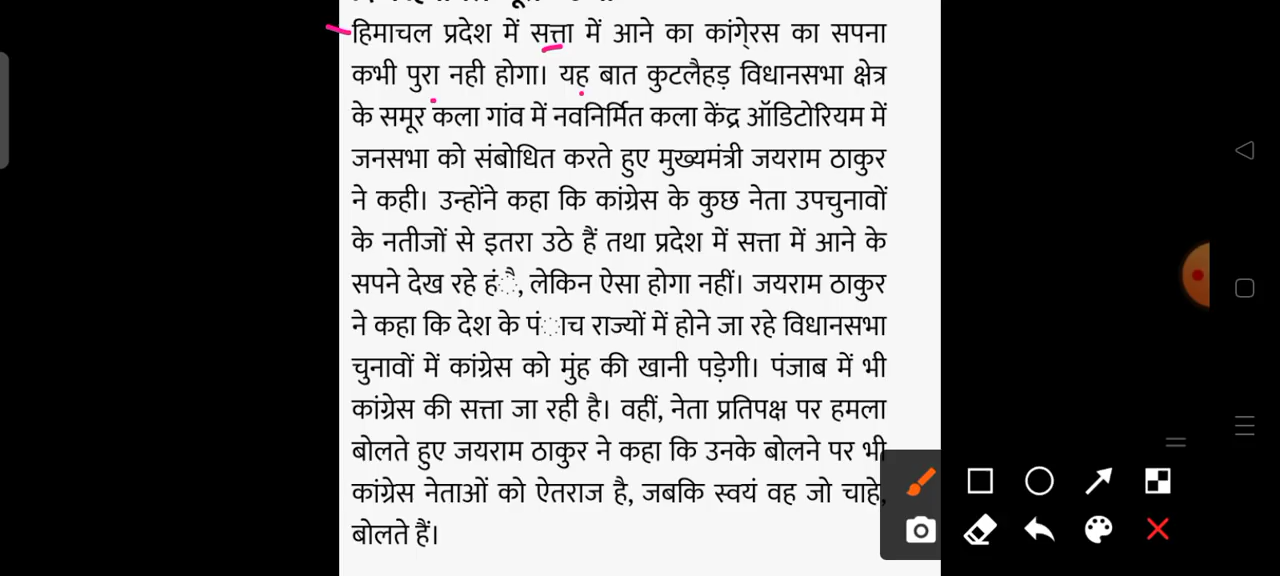 हिमाचल प्रदेश में सत्ता में आने का कांगे्रस का सपना
कभी पुरा नही होगा। यह बात कुटलैहड़ विधानसभा क्षेत्र
के समूर कला गांव में नवनिर्मित कला केंद्र ऑडिटोरियम में
जनसभा को संबोधित करते हुए मुख्यमंत्री जयराम ठाकुर
ने कही। उन्होंने कहा कि कांग्रेस के कुछ नेता उपचुनावों
के नतीजों से इतरा उठे हैं तथा प्रदेश में सत्ता में आने के
सपने देख रहे हंै, लेकिन ऐसा होगा नहीं। जयराम ठाकुर
ने कहा कि देश के पंाच राज्यों में होने जा रहे विधानसभा
चुनावों में कांग्रेस को मुंह की खानी पड़ेगी। पंजाब में भी
कांग्रेस की सत्ता जा रही है। वहीं, नेता प्रतिपक्ष पर हमला
बोलते हुए जयराम ठाकुर ने कहा कि उनके बोलने पर भी
कांग्रेस नेताओं को ऐतराज है, जबकि स्वयं वह जो चाहे,
बोलते हैं।